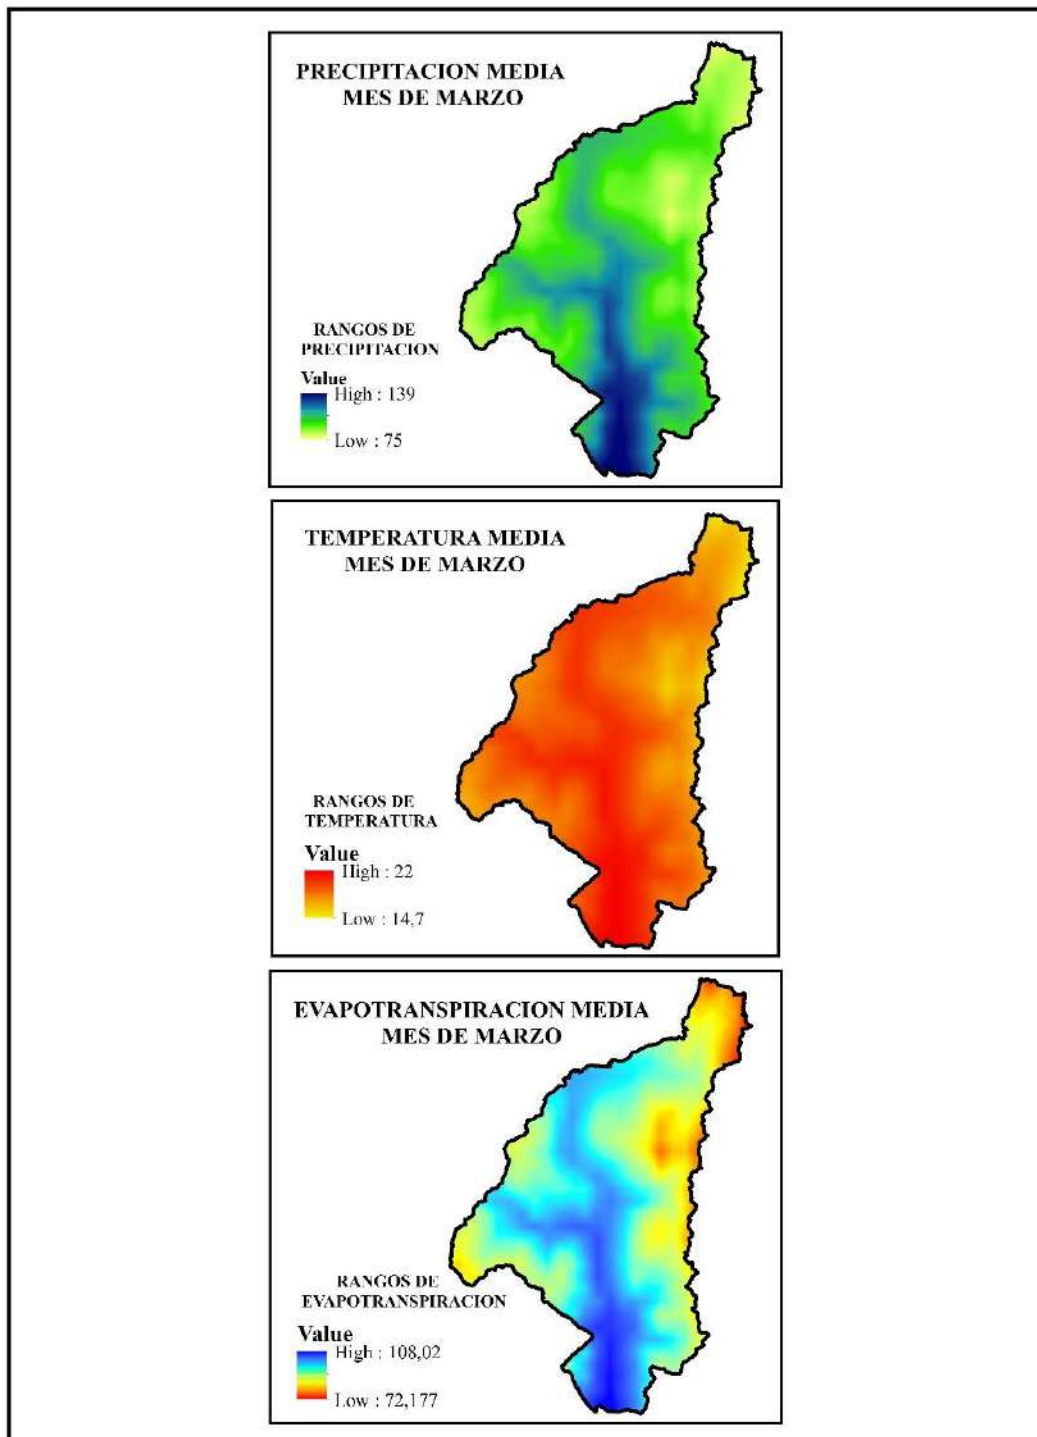 PRECIPITACION MEDIA
MES DE MARZO
RANGOS DE
PRECIPITACION
Value
High : 139
Low : 75
TEMPERATURA MEDIA
MES DE MARZO
RANGOS DE
TEMPERATURA
Value
High : 22
Low : 14,7
EVAPOTRANSPIRACION MEDIA
MES DE MARZO
RANGOS DE
EVAPOTRANSPIRACION
Value
High : 108,02
Low : 72,177